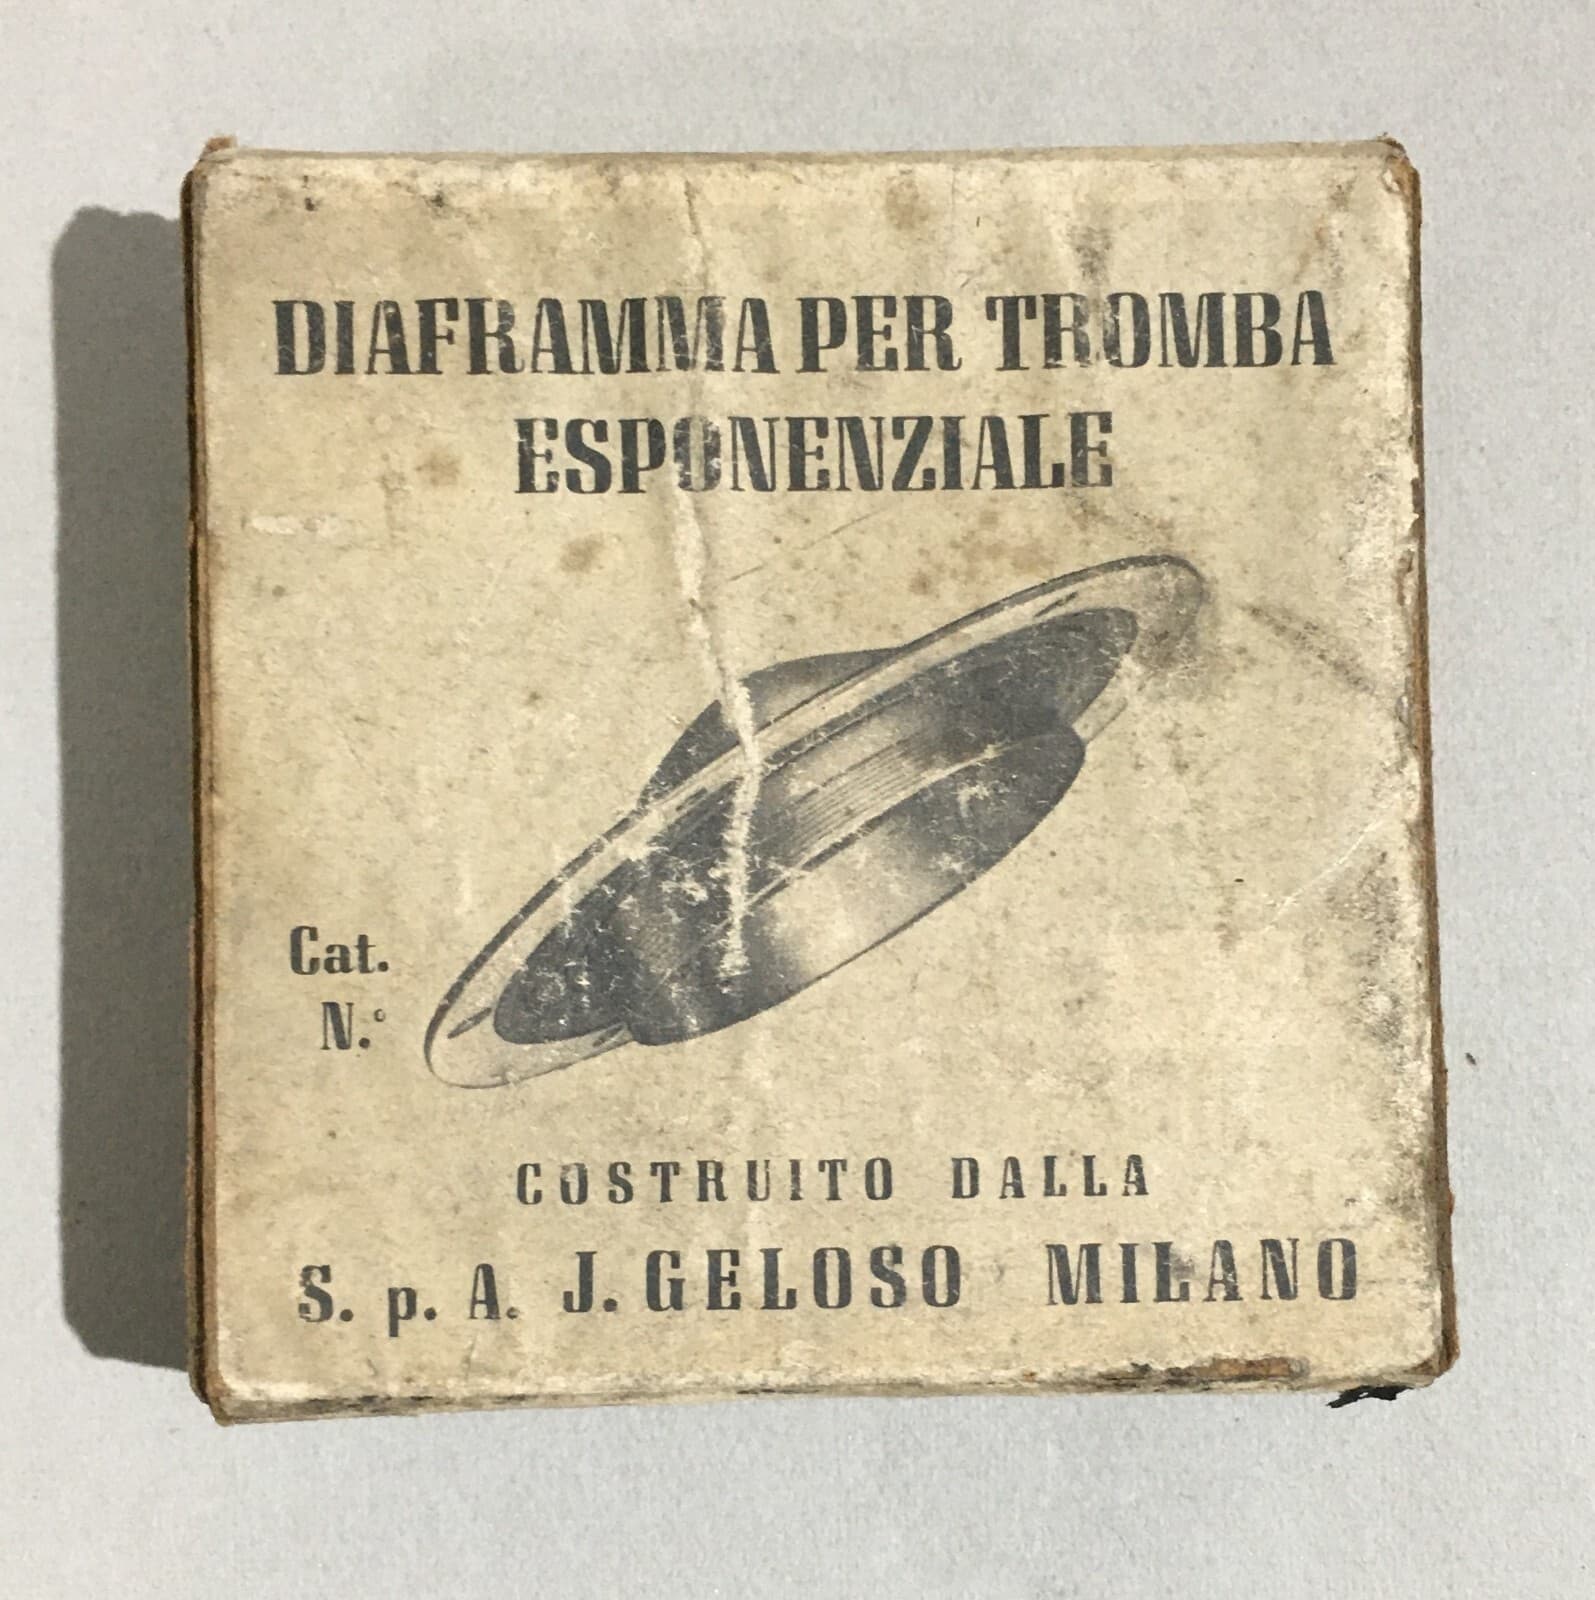 DIAFRAMMA PER TROMBA
ESPONENZIALE
Cat.
N.°
COSTRUITO DALLA
S. p. A. J. GELOSO MILANO